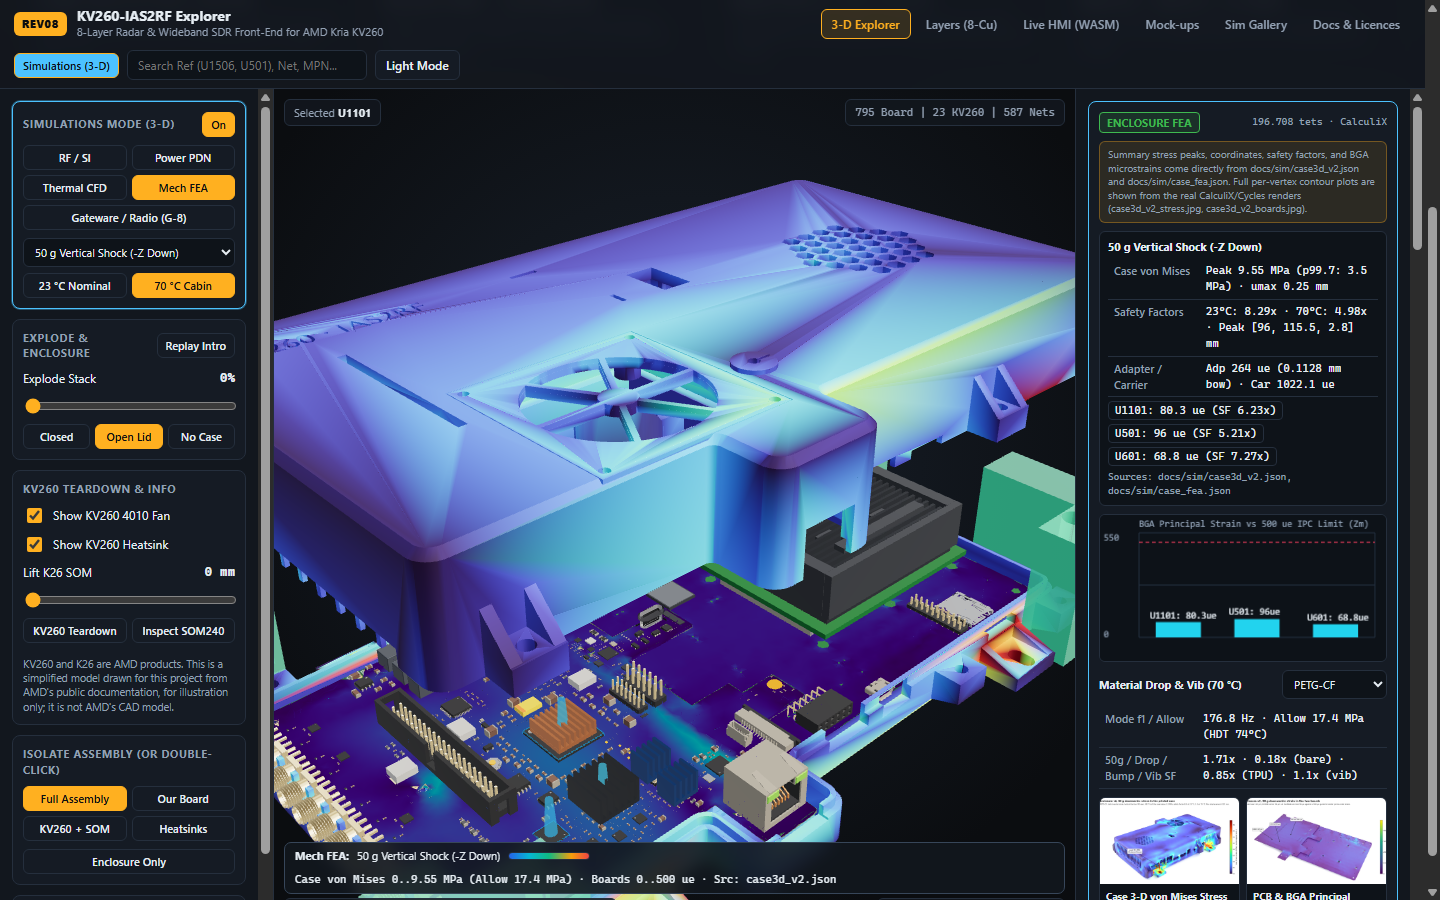 REV08
KV260-IAS2RF Explorer
8-Layer Radar & Wideband SDR Front-End for AMD Kria KV260
3-D Explorer
Layers (8-Cu)
Live HMI (WASM)
Mock-ups
Sim Gallery
Docs & Licences
Simulations (3-D)
Search Ref (U1506, U501), Net, MPN...
Light Mode
SIMULATIONS MODE (3-D)
On
RF / SI
Power PDN
Thermal CFD
Mech FEA
Gateware / Radio (G-8)
50 g Vertical Shock (-Z Down)
23 °C Nominal
70 °C Cabin
EXPLODE &
ENCLOSURE
Replay Intro
Explode Stack
0%
Closed
Open Lid
No Case
KV260 TEARDOWN & INFO
Show KV260 4010 Fan
Show KV260 Heatsink
Lift K26 SOM
0 mm
KV260 Teardown
Inspect SOM240
KV260 and K26 are AMD products. This is a
simplified model drawn for this project from
AMD's public documentation, for illustration
only; it is not AMD's CAD model.
ISOLATE ASSEMBLY (OR DOUBLE-
CLICK)
Full Assembly
Our Board
KV260 + SOM
Heatsinks
Enclosure Only
Selected U1101
795 Board | 23 KV260 | 587 Nets
IAS2RF
Mech FEA: 50 g Vertical Shock (-Z Down)
Case von Mises 0..9.55 MPa (Allow 17.4 MPa) · Boards 0..500 ue · Src: case3d_v2.json
ENCLOSURE FEA
196.708 tets · CalculiX
Summary stress peaks, coordinates, safety factors, and BGA
microstrains come directly from docs/sim/case3d_v2.json
and docs/sim/case_fea.json. Full per-vertex contour plots are
shown from the real CalculiX/Cycles renders
(case3d_v2_stress.jpg, case3d_v2_boards.jpg).
50 g Vertical Shock (-Z Down)
Case von Mises
Peak 9.55 MPa (p99.7: 3.5
MPa) · umax 0.25 mm
Safety Factors
23°C: 8.29x · 70°C: 4.98x
· Peak [96, 115.5, 2.8]
mm
Adapter /
Carrier
Adp 264 ue (0.1128 mm
bow) · Car 1022.1 ue
U1101: 80.3 ue (SF 6.23x)
U501: 96 ue (SF 5.21x)
U601: 68.8 ue (SF 7.27x)
Sources: docs/sim/case3d_v2.json,
docs/sim/case_fea.json
BGA Principal Strain vs 500 ue IPC Limit (Zm)
550
U1101: 80.3ue
U501: 96ue
U601: 68.8ue
0
Material Drop & Vib (70 °C)
PETG-CF
Mode f1 / Allow
176.8 Hz · Allow 17.4 MPa
(HDT 74°C)
50g / Drop /
Bump / Vib SF
1.71x · 0.18x (bare) ·
0.85x (TPU) · 1.1x (vib)
Case 3-D von Mises Stress
PCB & BGA Principal